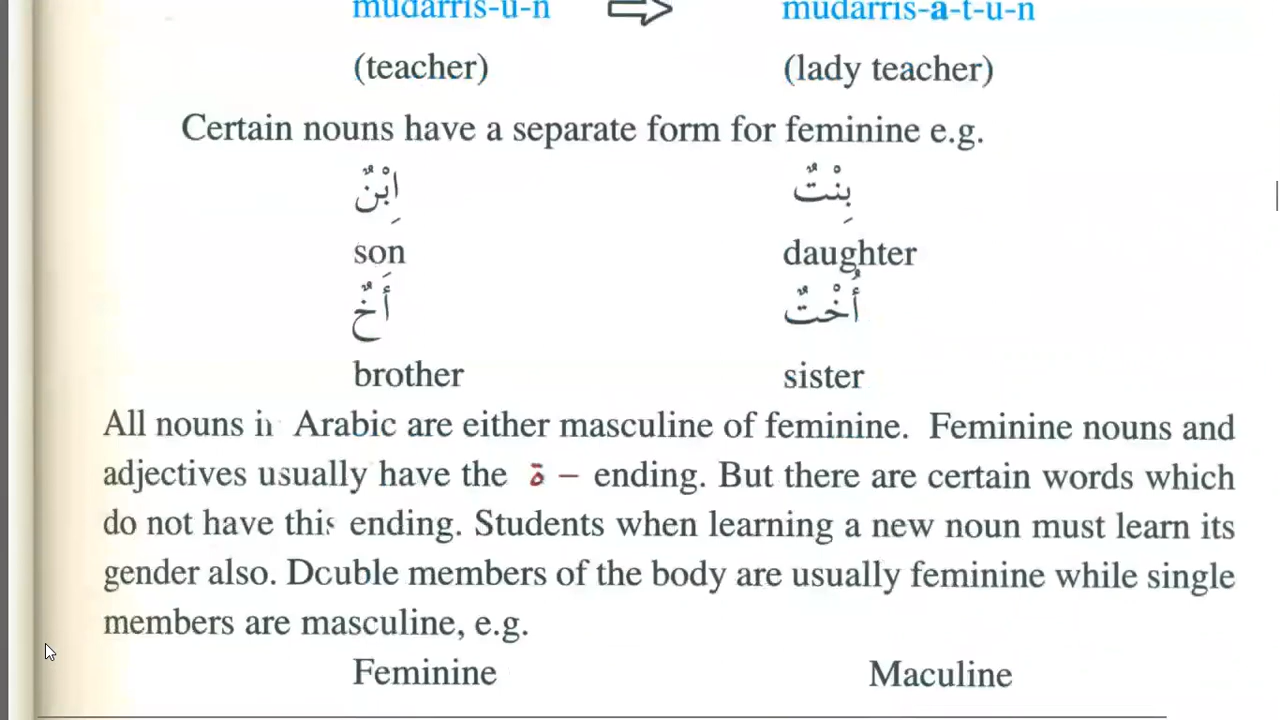 mudarris-u-n ⇨ mudarris-a-t-u-n
(teacher) (lady teacher)
Certain nouns have a separate form for feminine e.g.
اِبْنٌ بِنْتٌ
son daughter
أَخٌ أُخْتٌ
brother sister
All nouns in Arabic are either masculine of feminine. Feminine nouns and
adjectives usually have the ة – ending. But there are certain words which
do not have this ending. Students when learning a new noun must learn its
gender also. Double members of the body are usually feminine while single
members are masculine, e.g.
Feminine Maculine